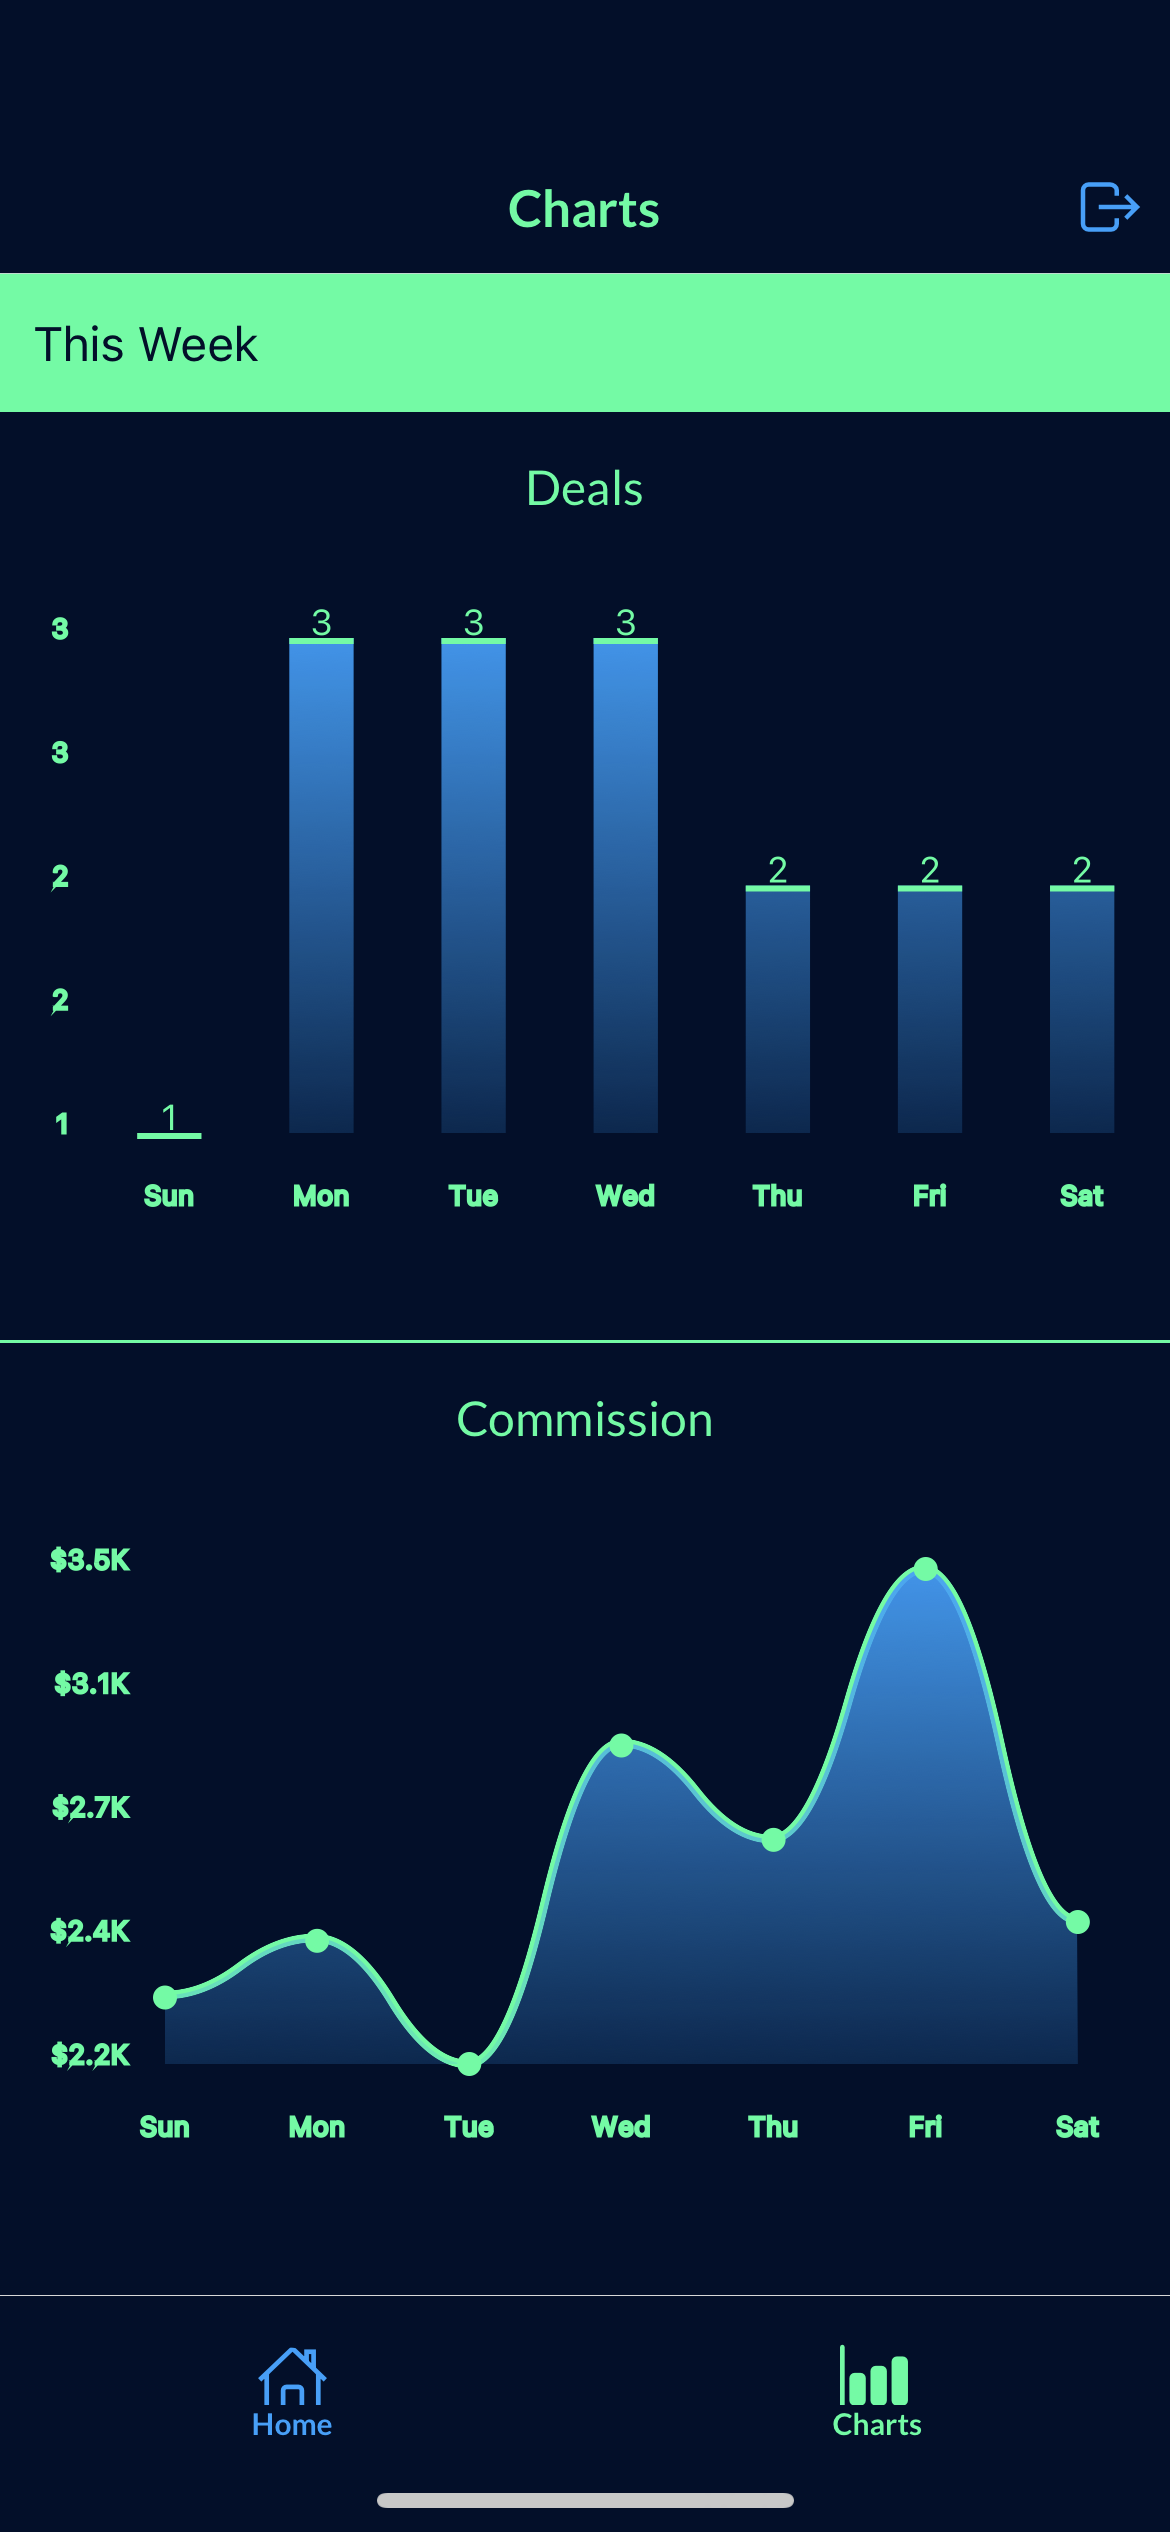 Charts
This Week
Deals
3
3
2
2
1
1
3
3
3
2
2
2
Sun Mon Tue Wed Thu Fri Sat
Commission
$3.5K
$3.1K
$2.7K
$2.4K
$2.2K
Sun Mon Tue Wed Thu Fri Sat
Home
Charts